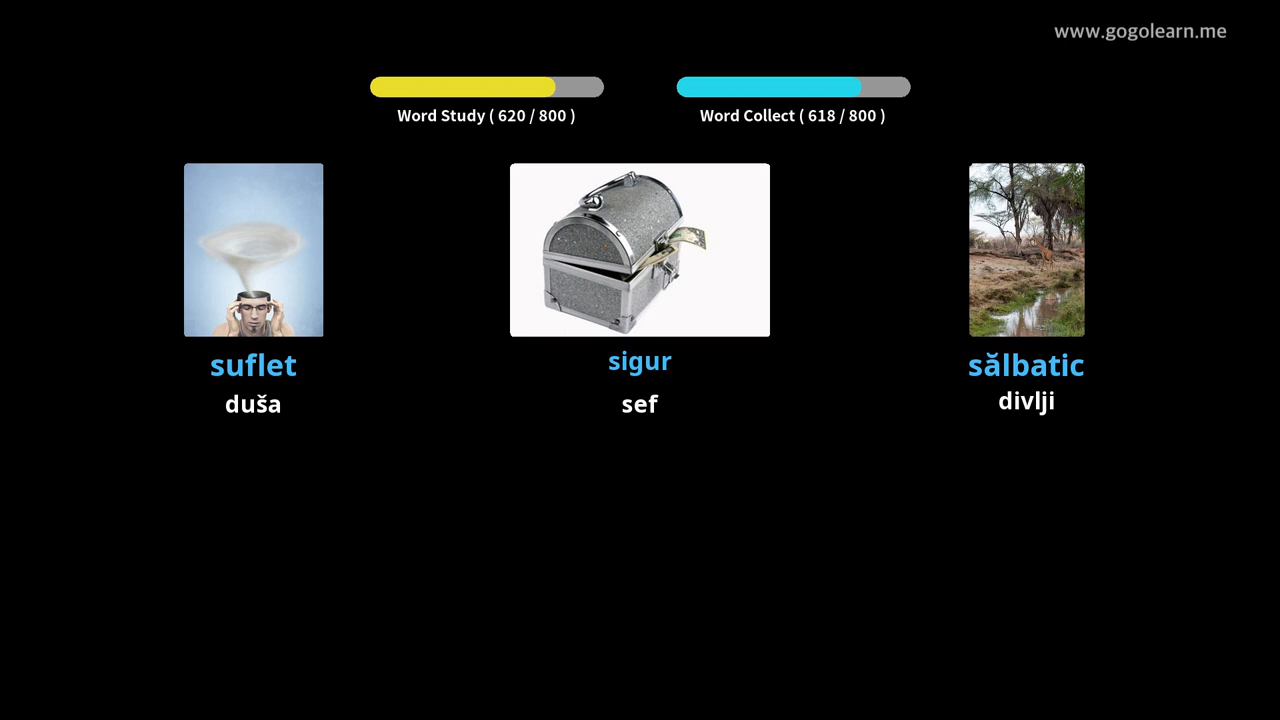 www.gogolearn.me
Word Study ( 620 / 800 )
Word Collect ( 618 / 800 )
suflet
duša
sigur
sef
sălbatic
divlji